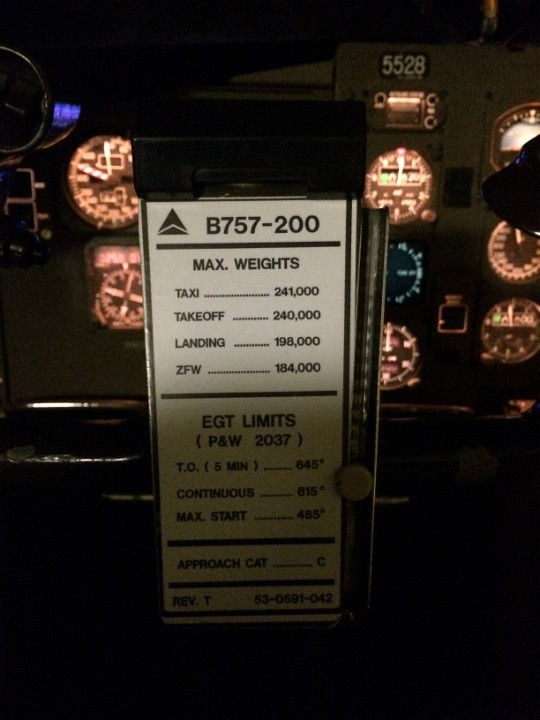 5528
B757-200
MAX. WEIGHTS
TAXI ...................... 241,000
TAKEOFF ............ 240,000
LANDING ............ 198,000
ZFW ..................... 184,000
EGT LIMITS
( P&W 2037 )
T.O. ( 5 MIN ) ......... 645°
CONTINUOUS .......... 615°
MAX. START ............ 485°
APPROACH CAT ............ C
REV. T 53-0591-042